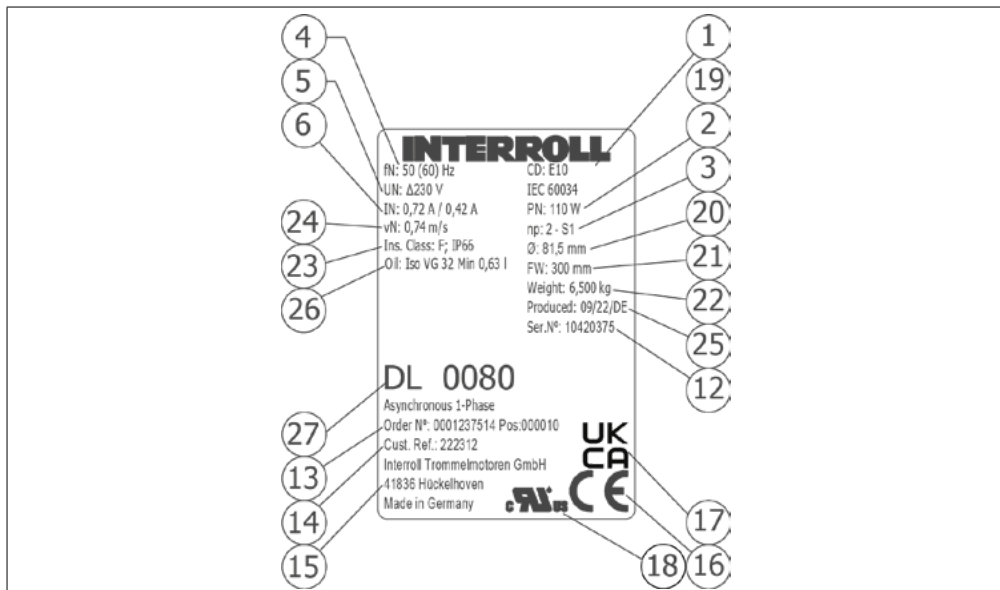 4
5
6
24
23
26
27
13
14
15
1
19
2
3
20
21
22
25
12
17
16
18
INTERROLL
fN: 50 (60) Hz
UN: Δ230 V
IN: 0,72 A / 0,42 A
vN: 0,74 m/s
Ins. Class: F; IP66
Oil: Iso VG 32 Min 0,63 l
CD: E10
IEC 60034
PN: 110 W
np: 2 - S1
Ø: 81,5 mm
FW: 300 mm
Weight: 6,500 kg
Produced: 09/22/DE
Ser.Nº: 10420375
DL 0080
Asynchronous 1-Phase
Order Nº: 0001237514 Pos:000010
Cust. Ref.: 222312
Interroll Trommelmotoren GmbH
41836 Hückelhoven
Made in Germany
UK
CA
c RU us CE